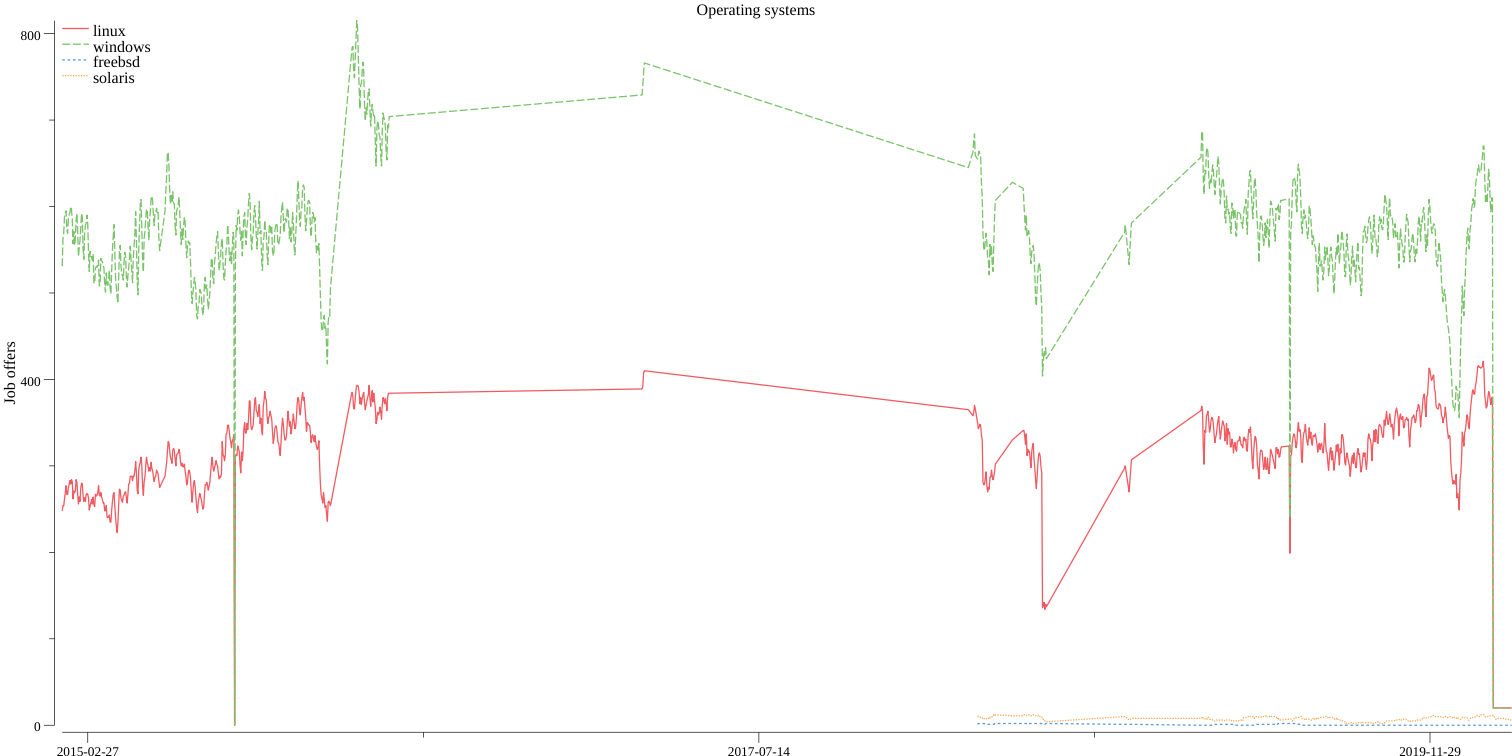 Operating systems
linux
windows
freebsd
solaris
800
400
0
Job offers
2015-02-27
2017-07-14
2019-11-29